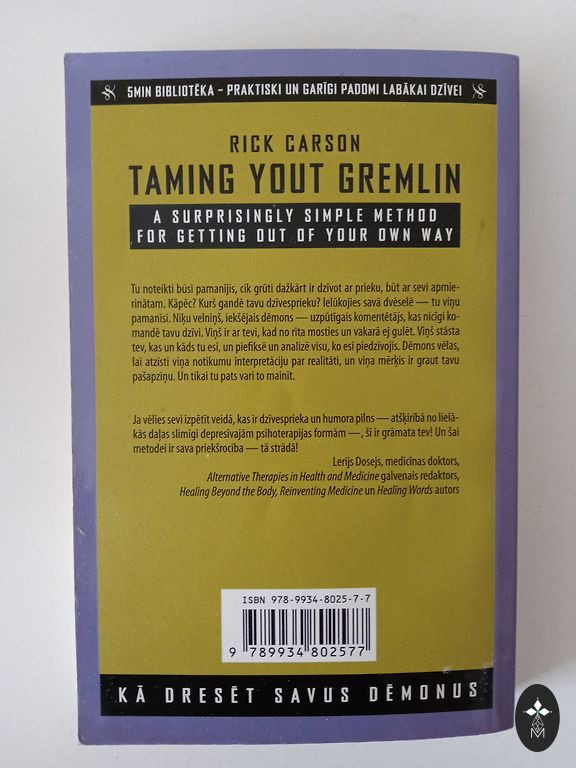 5MIN BIBLIOTĒKA – PRAKTISKI UN GARĪGI PADOMI LABĀKAI DZĪVEI
RICK CARSON
TAMING YOUT GREMLIN
A SURPRISINGLY SIMPLE METHOD
FOR GETTING OUT OF YOUR OWN WAY
Tu noteikti būsi pamanījis, cik grūti dažkārt ir dzīvot ar prieku, būt ar sevi apmie-
rinātam. Kāpēc? Kurš gandē tavu dzīvesprieku? Ielūkojies savā dvēselē — tu viņu
pamanīsi. Niķu velniņš, iekšējais dēmons — uzpūtīgais komentētājs, kas nīcīgi ko-
mandē tavu dzīvi. Viņš ir ar tevi, kad no rīta mosties un vakarā ej gulēt. Viņš stāsta
tev, kas un kāds tu esi, un piefiksē un analizē visu, ko esi piedzīvojis. Dēmons vēlas,
lai atzīsti viņa notikumu interpretāciju par realitāti, un viņa mērķis ir graut tavu
pašapziņu. Un tikai tu pats vari to mainīt.
Ja vēlies sevi izpētīt veidā, kas ir dzīvesprieka un humora pilns — atšķirībā no lielā-
kās daļas slimīgi depresīvajām psihoterapijas formām —, šī ir grāmata tev! Un šai
metodei ir sava priekšrocība — tā strādā!
Lerijs Dosejs, medicīnas doktors,
Alternative Therapies in Health and Medicine galvenais redaktors,
Healing Beyond the Body, Reinventing Medicine un Healing Words autors
ISBN 978-9934-8025-7-7
9 789934 802577
KĀ DRESĒT SAVUS DĒMONUS
M